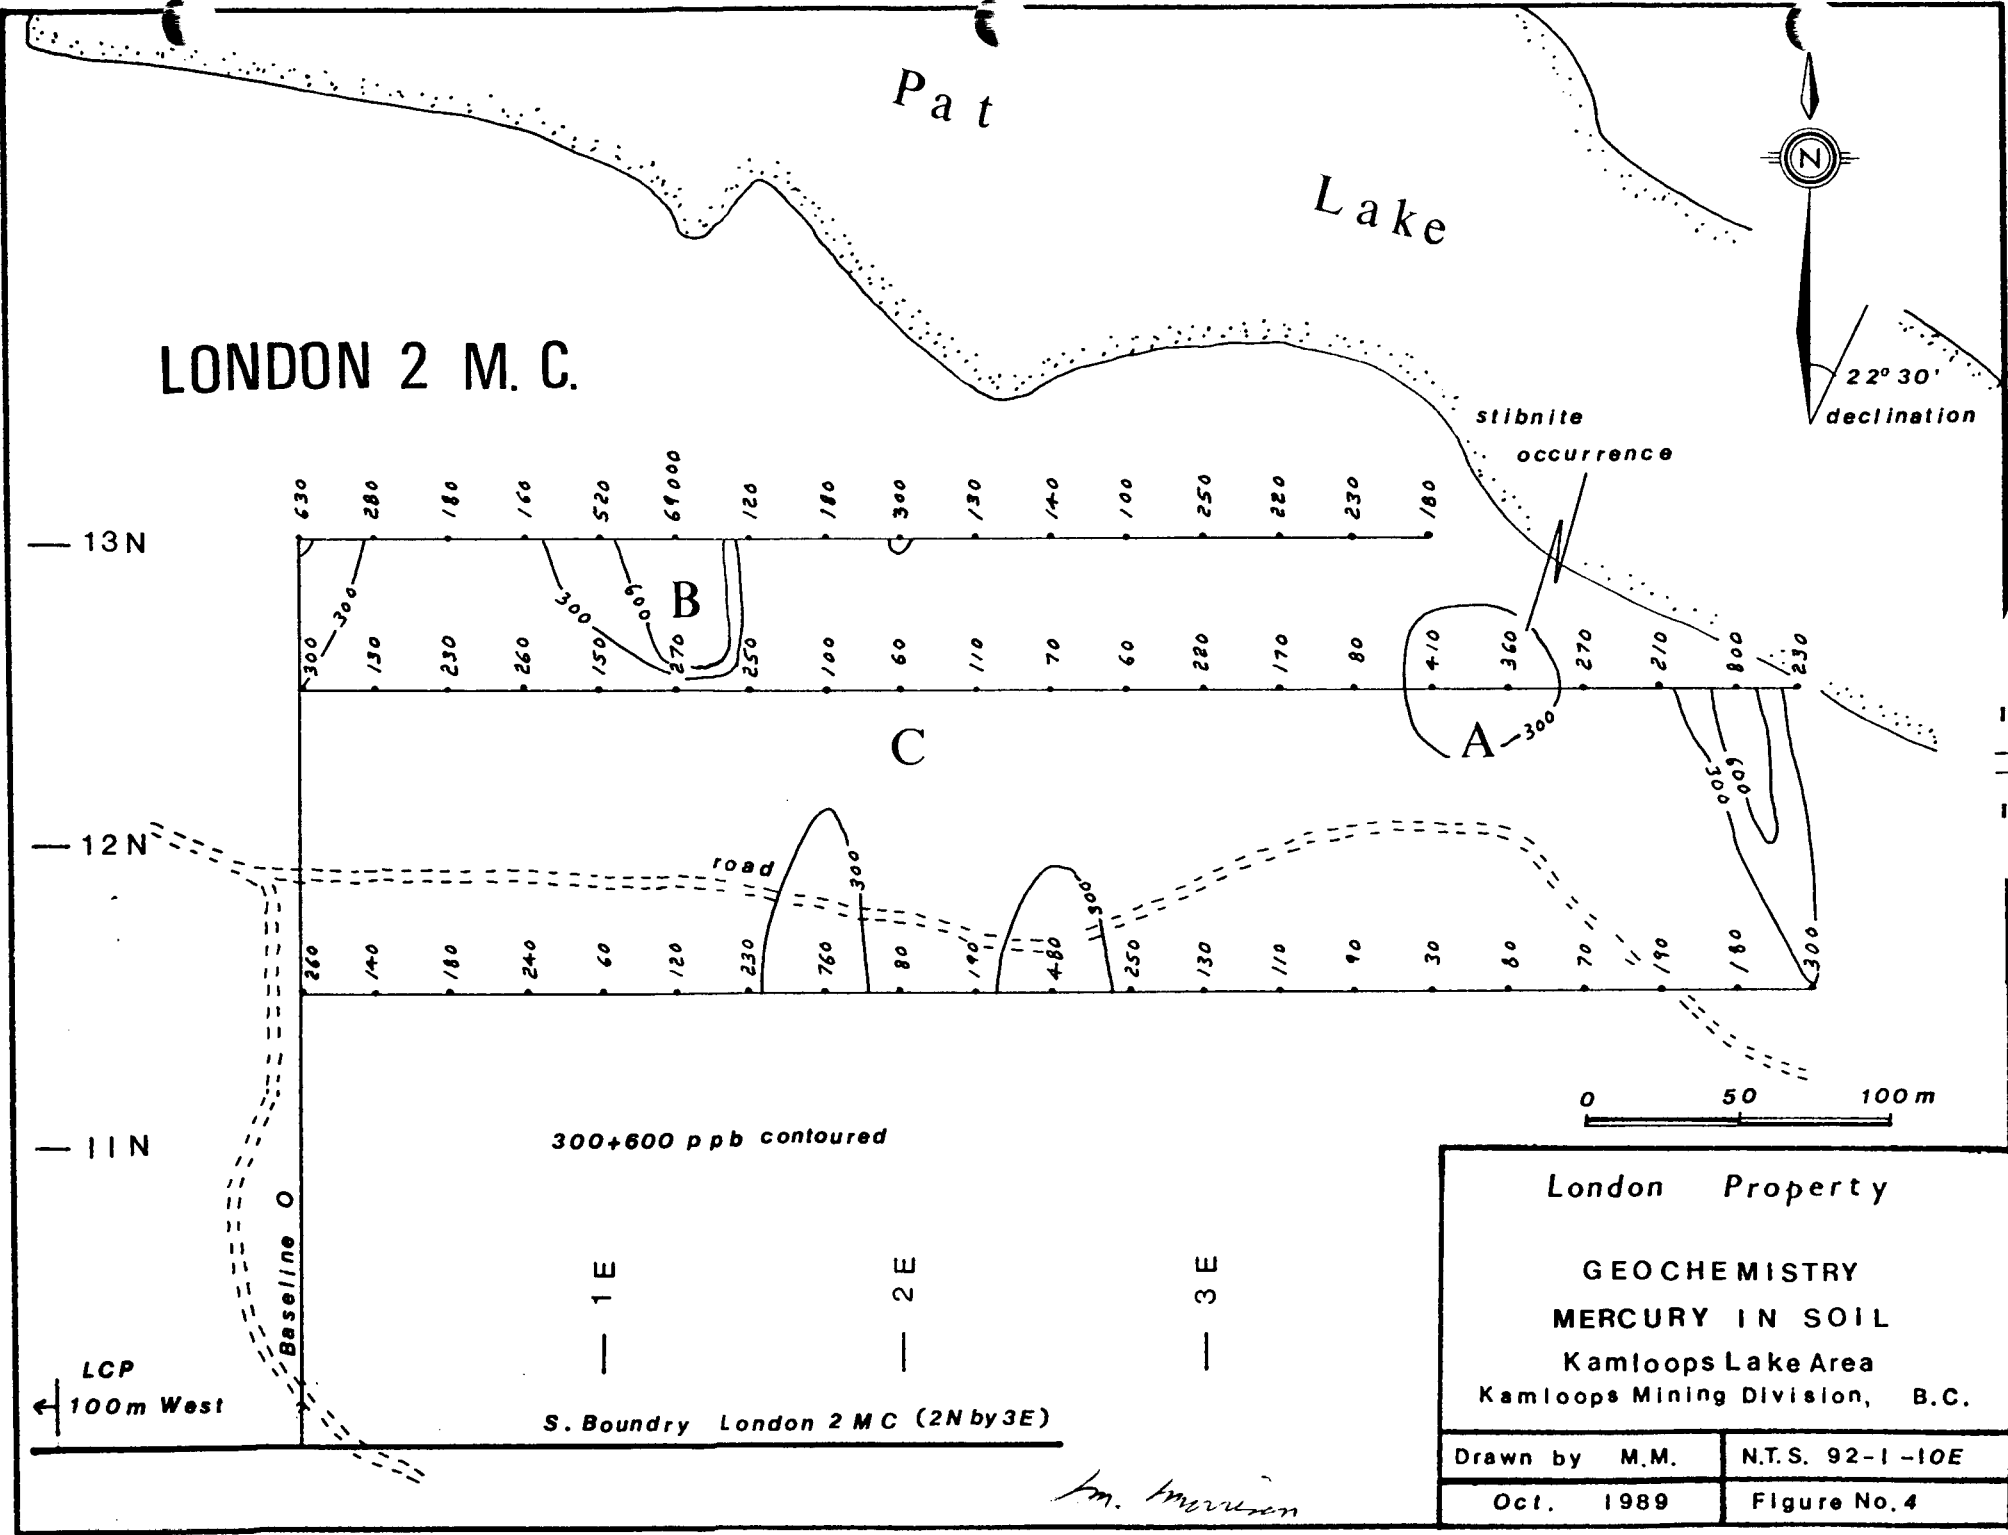 Pat
Lake
N
22° 30'
declination
LONDON 2 M. C.
stibnite
occurrence
630 280 180 160 520 69000 120 180 300 130 140 100 250 220 230 180
13N
300 300 600 B
300 130 230 260 150 270 250 100 60 110 70 60 220 170 80 410 360 270 210 800 230
C A 300
300 600
12N
road
300 300
260 140 180 240 60 120 230 760 80 190 480 250 130 110 90 30 80 70 190 180 300
0 50 100m
11N
300+600 ppb contoured
Baseline 0
1E 2E 3E
LCP
100m West
S. Boundry London 2 MC (2N by 3E)
London Property
GEOCHEMISTRY
MERCURY IN SOIL
Kamloops Lake Area
Kamloops Mining Division, B.C.
Drawn by M.M. N.T.S. 92-1-10E
Oct. 1989 Figure No. 4